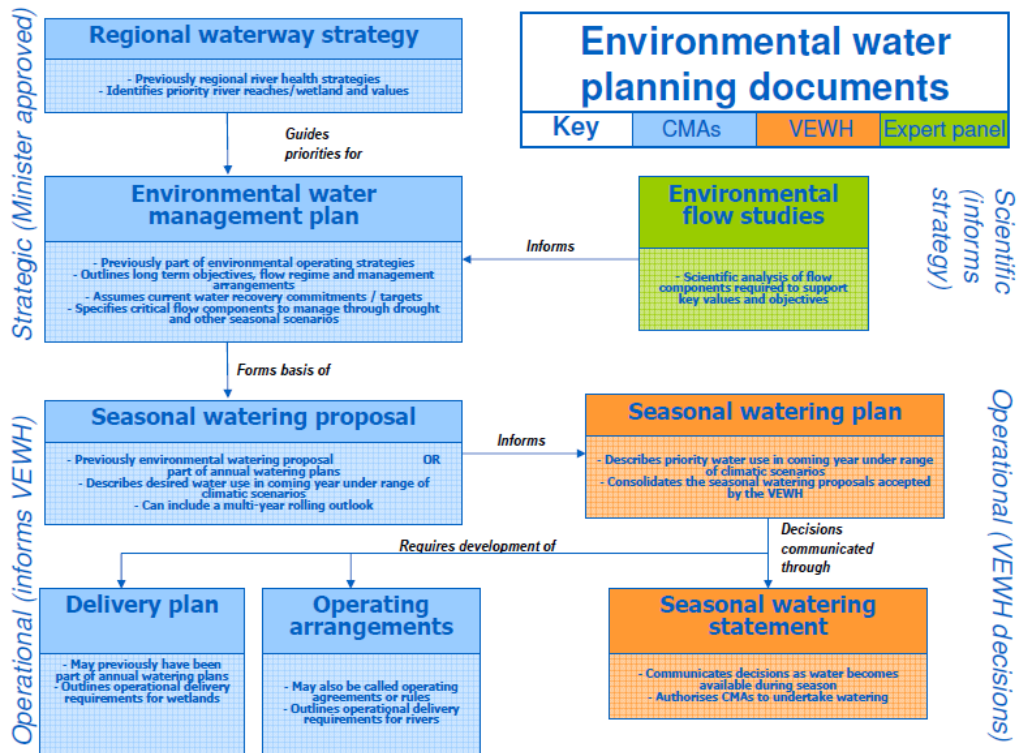 Regional waterway strategy
- Previously regional river health strategies
- Identifies priority river reaches/wetland and values
Environmental water
planning documents
Key
CMAs
VEWH
Expert panel
Strategic (Minister approved)
Guides
priorities for
Environmental water
management plan
- Previously part of environmental operating strategies
- Outlines long term objectives, flow regime and management
arrangements
- Assumes current water recovery commitments / targets
- Specifies critical flow components to manage through drought
and other seasonal scenarios
Informs
Environmental
flow studies
- Scientific analysis of flow
components required to support
key values and objectives
Scientific
(informs
strategy)
Forms basis of
Seasonal watering proposal
- Previously environmental watering proposal OR
part of annual watering plans
- Describes desired water use in coming year under range of
climatic scenarios
- Can include a multi-year rolling outlook
Informs
Seasonal watering plan
- Describes priority water use in coming year under range
of climatic scenarios
- Consolidates the seasonal watering proposals accepted
by the VEWH
Operational (informs VEWH)
Operational (VEWH decisions)
Requires development of
Decisions
communicated
through
Delivery plan
- May previously have been
part of annual watering plans
- Outlines operational delivery
requirements for wetlands
Operating
arrangements
- May also be called operating
agreements or rules
- Outlines operational delivery
requirements for rivers
Seasonal watering
statement
- Communicates decisions as water becomes
available during season
- Authorises CMAs to undertake watering